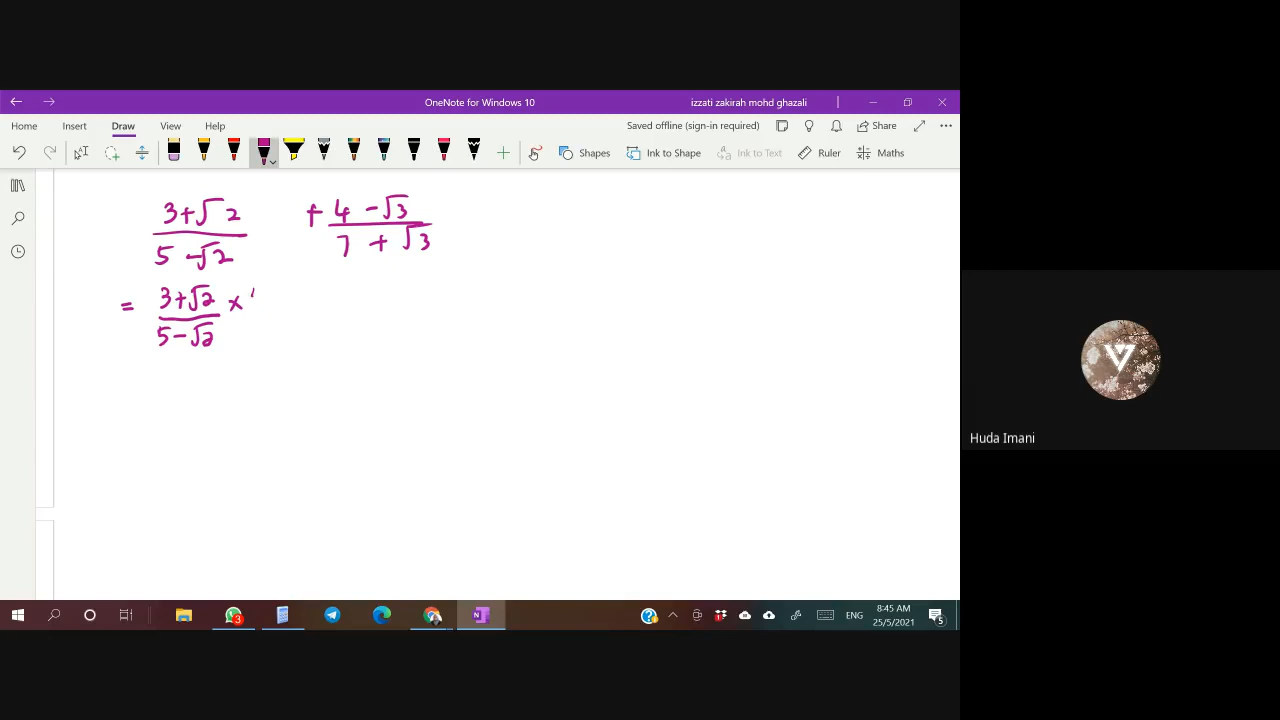 OneNote for Windows 10
izzati zakirah mohd ghazali
Home Insert Draw View Help
Saved offline (sign-in required)
Share
Shapes
Ink to Shape
Ink to Text
Ruler
Maths
3+√2 + 4 -√3
5 -√2 7 + √3
= 3+√2 ×
5-√2
Huda Imani
3
ENG
8:45 AM
25/5/2021
5